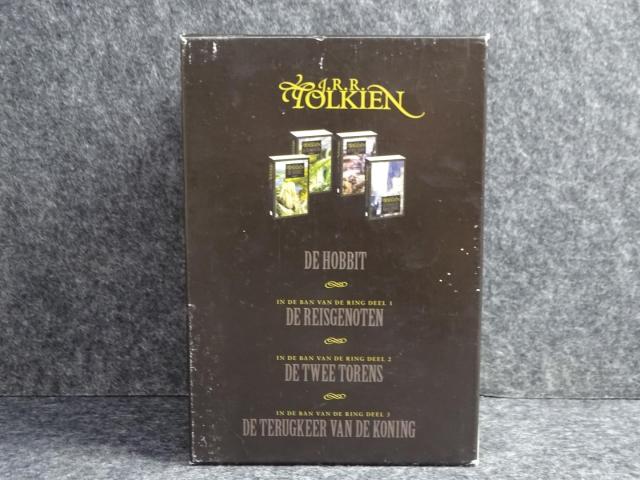 J.R.R.
TOLKIEN
DE HOBBIT
IN DE BAN VAN DE RING DEEL 1
DE REISGENOTEN
IN DE BAN VAN DE RING DEEL 2
DE TWEE TORENS
IN DE BAN VAN DE RING DEEL 3
DE TERUGKEER VAN DE KONING